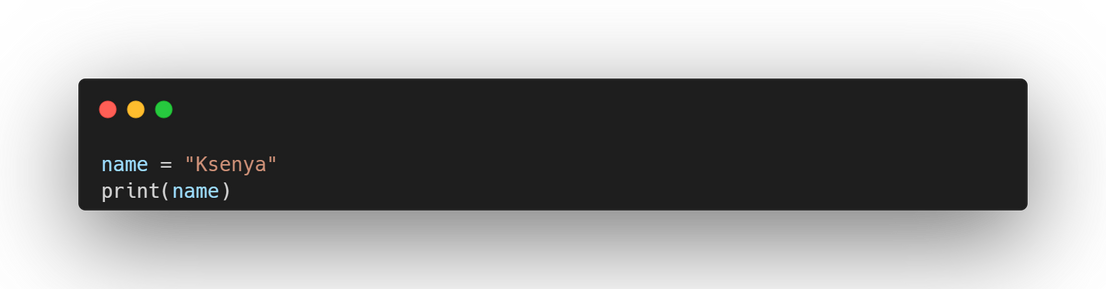 name = "Ksenya"
print(name)